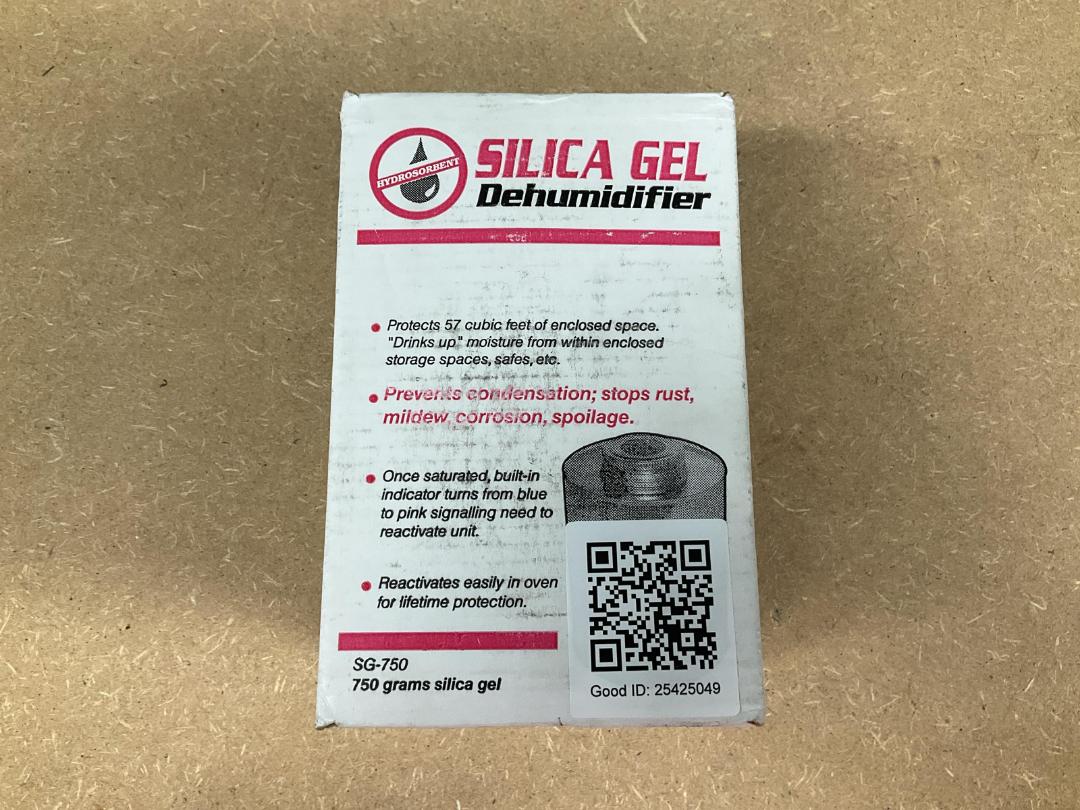 HYDROSORBENT
SILICA GEL
Dehumidifier
Protects 57 cubic feet of enclosed space.
"Drinks up" moisture from within enclosed
storage spaces, safes, etc.
Prevents condensation; stops rust,
mildew, corrosion, spoilage.
Once saturated, built-in
indicator turns from blue
to pink signalling need to
reactivate unit.
Reactivates easily in oven
for lifetime protection.
SG-750
750 grams silica gel
Good ID: 25425049